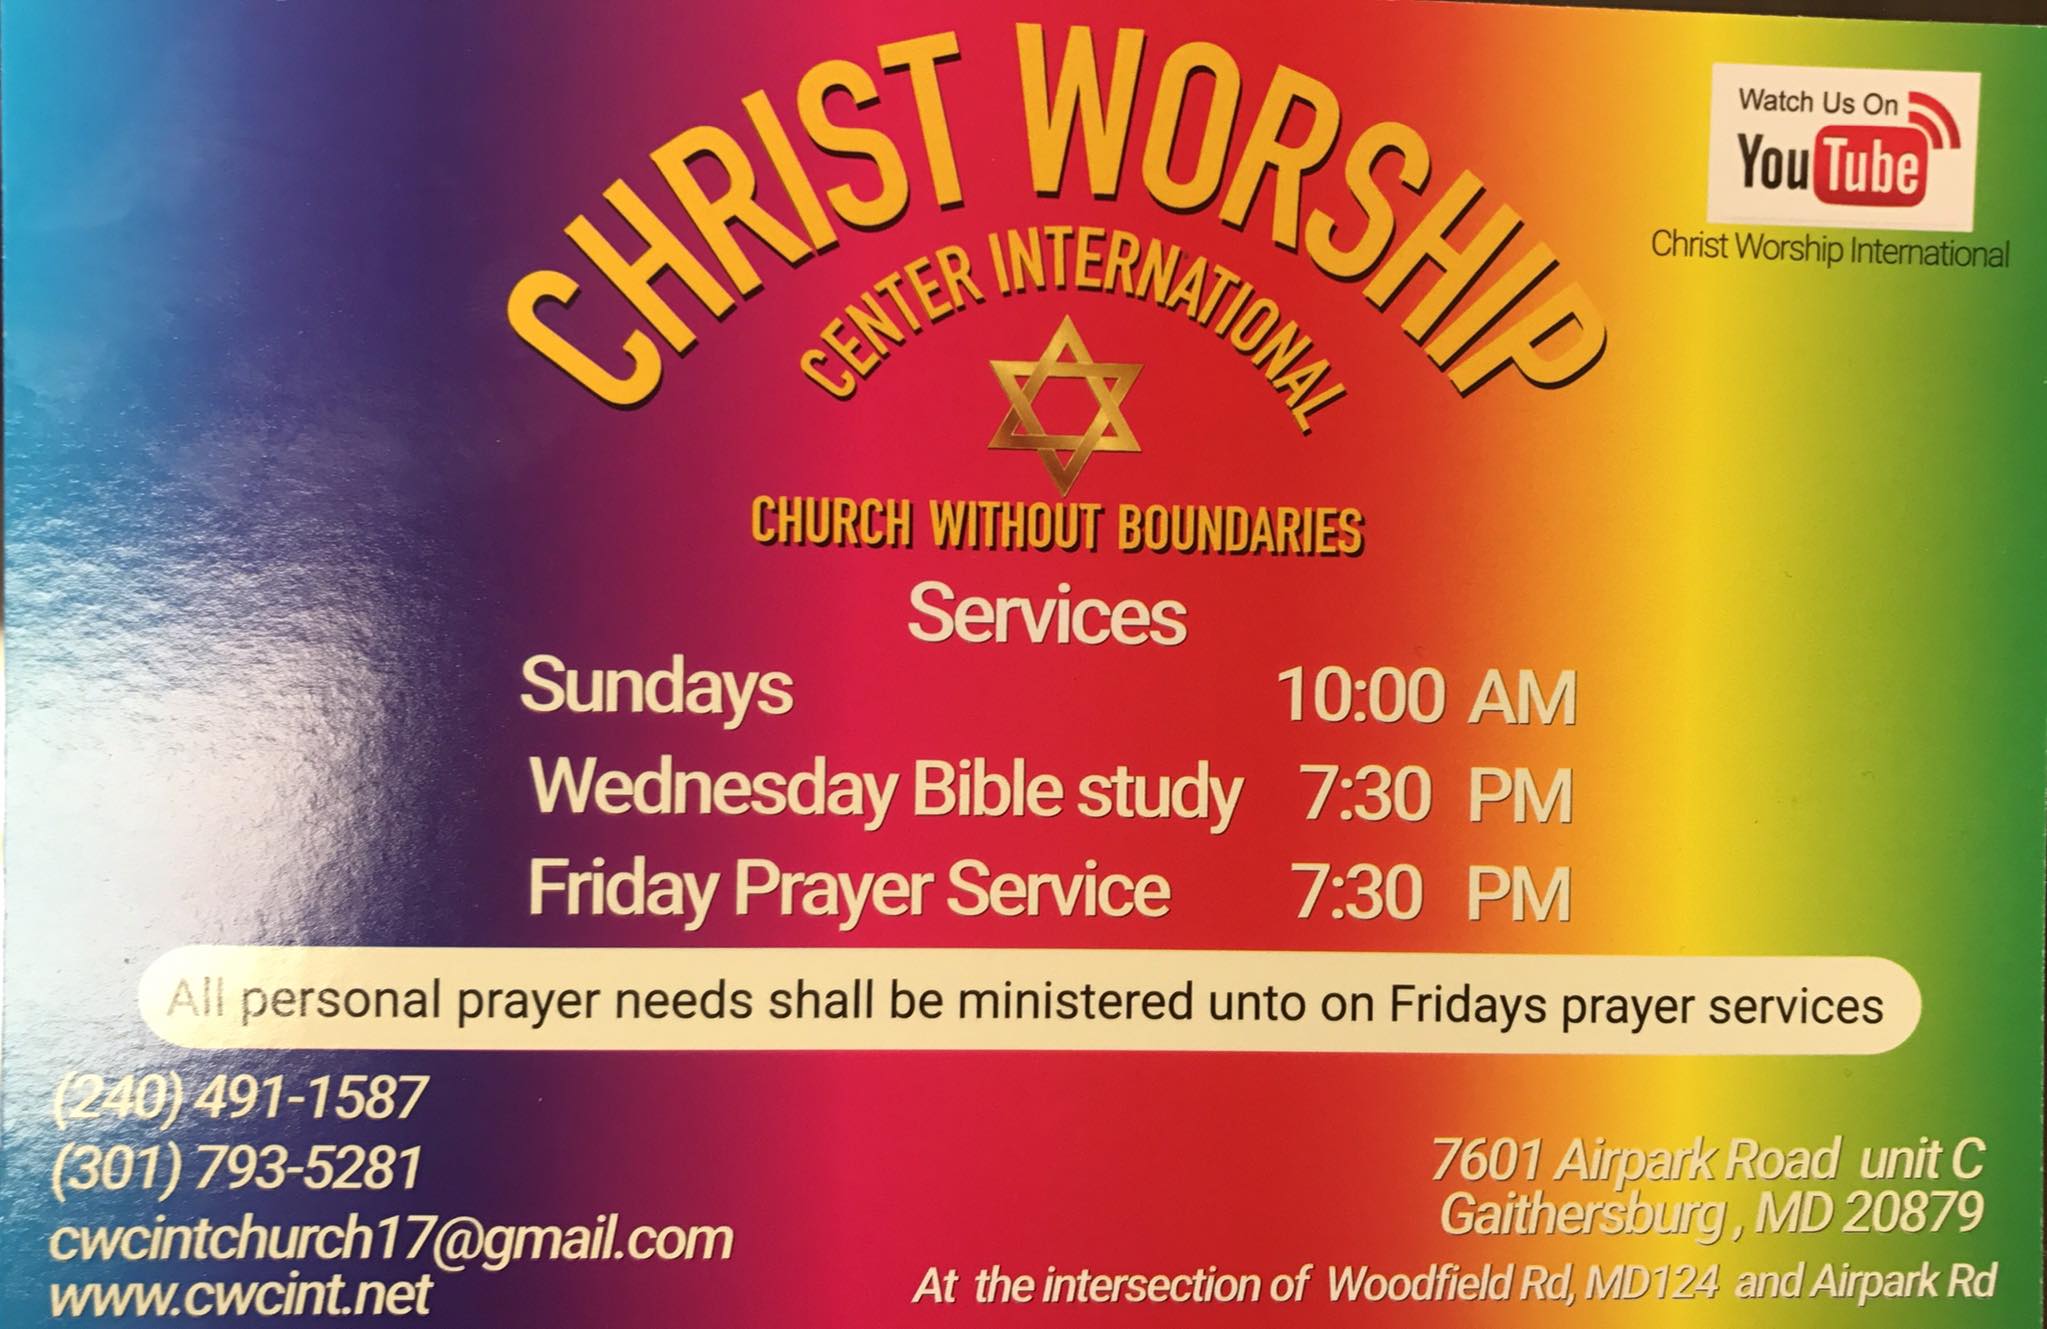 CHRIST WORSHIP
CENTER INTERNATIONAL
CHURCH WITHOUT BOUNDARIES
Watch Us On
YouTube
Christ Worship International
Services
Sundays 10:00 AM
Wednesday Bible study 7:30 PM
Friday Prayer Service 7:30 PM
All personal prayer needs shall be ministered unto on Fridays prayer services
(240) 491-1587
(301) 793-5281
cwcintchurch17@gmail.com
www.cwcint.net
7601 Airpark Road unit C
Gaithersburg , MD 20879
At the intersection of Woodfield Rd, MD124 and Airpark Rd